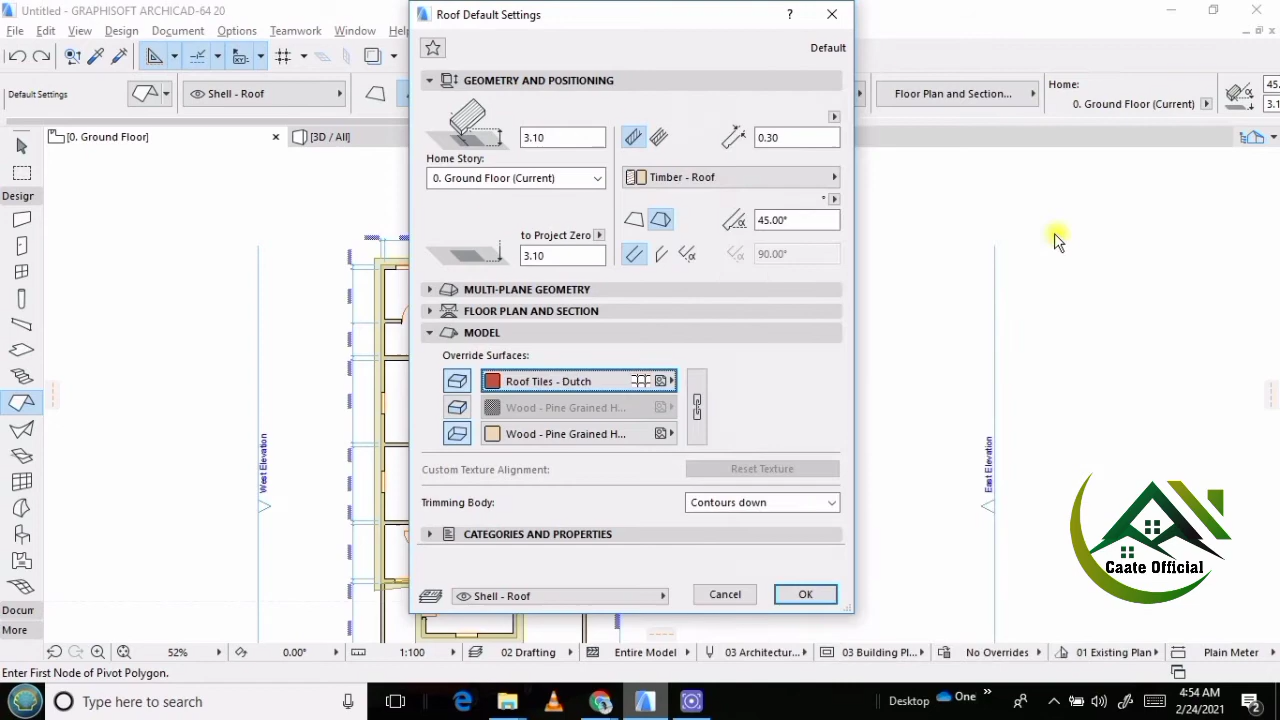 Untitled - GRAPHISOFT ARCHICAD-64 20
File Edit View Design Document Options Teamwork Window Help
Roof Default Settings
?
Default
Default Settings
Shell - Roof
Floor Plan and Section...
Home:
0. Ground Floor (Current)
45.
3.1
[0. Ground Floor]
[3D / All]
GEOMETRY AND POSITIONING
3.10
0.30
Home Story:
0. Ground Floor (Current)
Timber - Roof
°
45.00°
to Project Zero
3.10
90.00°
MULTI-PLANE GEOMETRY
FLOOR PLAN AND SECTION
MODEL
Override Surfaces:
Roof Tiles - Dutch
Wood - Pine Grained H...
Wood - Pine Grained H...
Custom Texture Alignment:
Reset Texture
Trimming Body:
Contours down
CATEGORIES AND PROPERTIES
Shell - Roof
Cancel
OK
Design
Docum
More
West Elevation
East Elevation
Caate Official
52%
0.00°
1:100
02 Drafting
Entire Model
03 Architectur...
03 Building Pl...
No Overrides
01 Existing Plan
Plain Meter
Enter First Node of Pivot Polygon.
Type here to search
Desktop
One
»
4:54 AM
2/24/2021
2